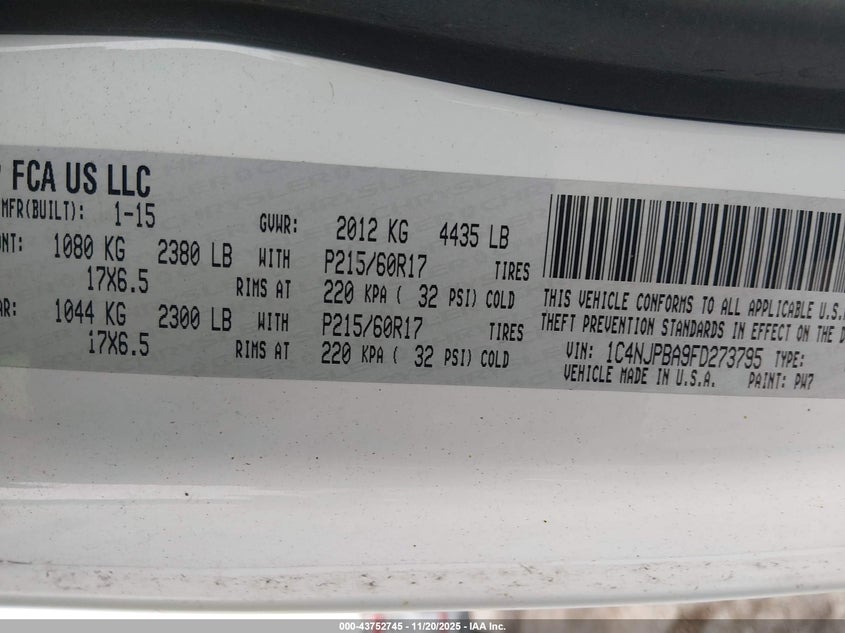 FCA US LLC
MFR(BUILT): 1-15
GVWR: 2012 KG 4435 LB
1080 KG 2380 LB WITH P215/60R17 TIRES
17X6.5 RIMS AT 220 KPA ( 32 PSI) COLD
1044 KG 2300 LB WITH P215/60R17 TIRES
17X6.5 RIMS AT 220 KPA ( 32 PSI) COLD
THIS VEHICLE CONFORMS TO ALL APPLICABLE U.S.
THEFT PREVENTION STANDARDS IN EFFECT ON THE D
VIN: 1C4NJPBA9FD273795 TYPE:
VEHICLE MADE IN U.S.A. PAINT: PW7
000-43752745 - 11/20/2025 - IAA Inc.